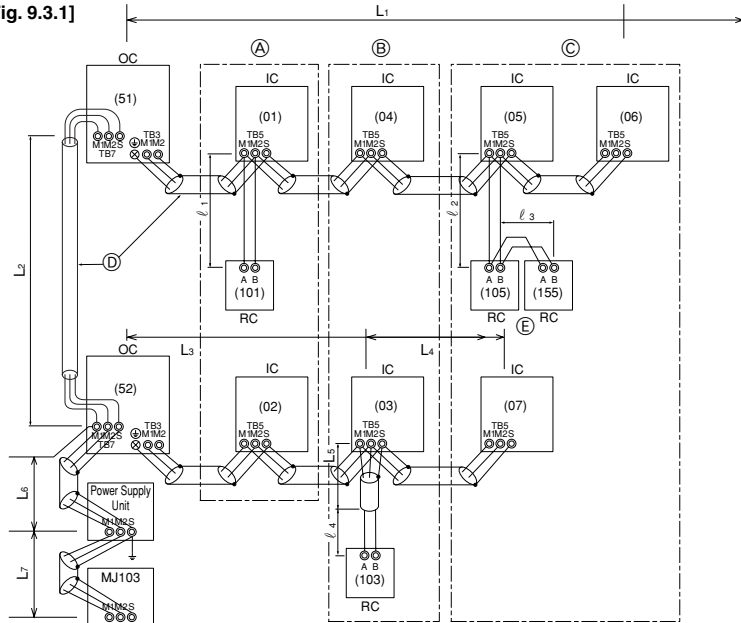 ig. 9.3.1]
L1
A
B
C
OC
IC
IC
IC
IC
(51)
(01)
(04)
(05)
(06)
M1M2S
TB7
TB3
M1M2
TB5
M1M2S
TB5
M1M2S
TB5
M1M2S
TB5
M1M2S
L2
D
ℓ1
ℓ2
ℓ3
A B
(101)
RC
A B
(105)
RC
A B
(155)
RC
E
L3
L4
OC
IC
IC
IC
(52)
(02)
(03)
(07)
M1M2S
TB7
TB3
M1M2
TB5
M1M2S
TB5
M1M2S
TB5
M1M2S
L5
L6
Power Supply
Unit
M1M2S
ℓ4
A B
(103)
RC
L7
MJ103
M1M2S